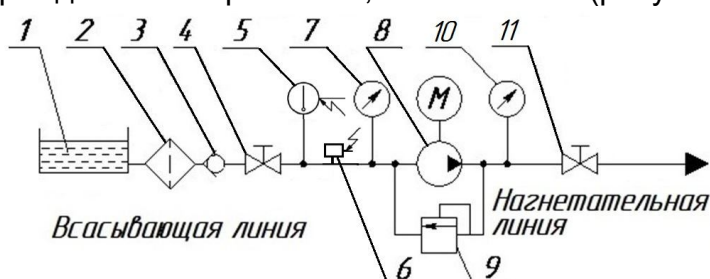 1 2 3 4 5 7 8 10 11
М
Всасывающая линия
Нагнетательная
линия
6 9